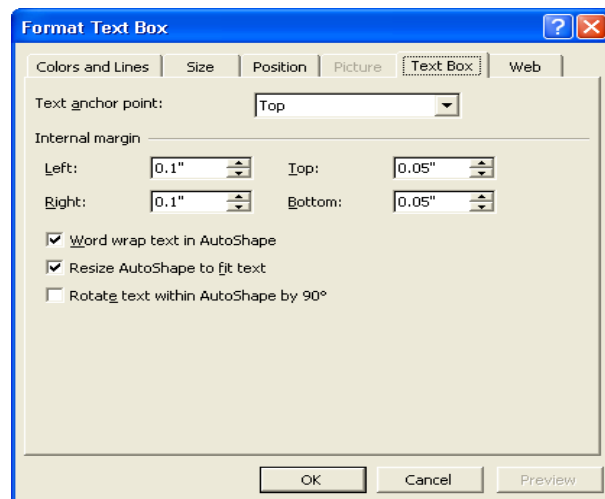 Format Text Box
Colors and Lines Size Position Picture Text Box Web
Text anchor point: Top
Internal margin
Left: 0.1" Top: 0.05"
Right: 0.1" Bottom: 0.05"
Word wrap text in AutoShape
Resize AutoShape to fit text
Rotate text within AutoShape by 90°
OK Cancel Preview